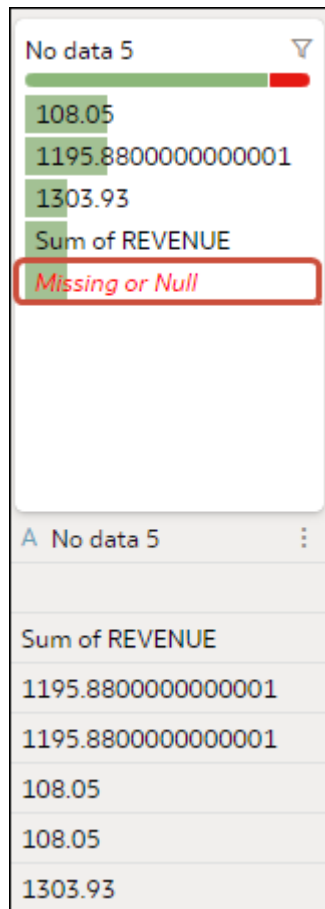 No data 5
108.05
1195.8800000000001
1303.93
Sum of REVENUE
Missing or Null
A No data 5
Sum of REVENUE
1195.8800000000001
1195.8800000000001
108.05
108.05
1303.93